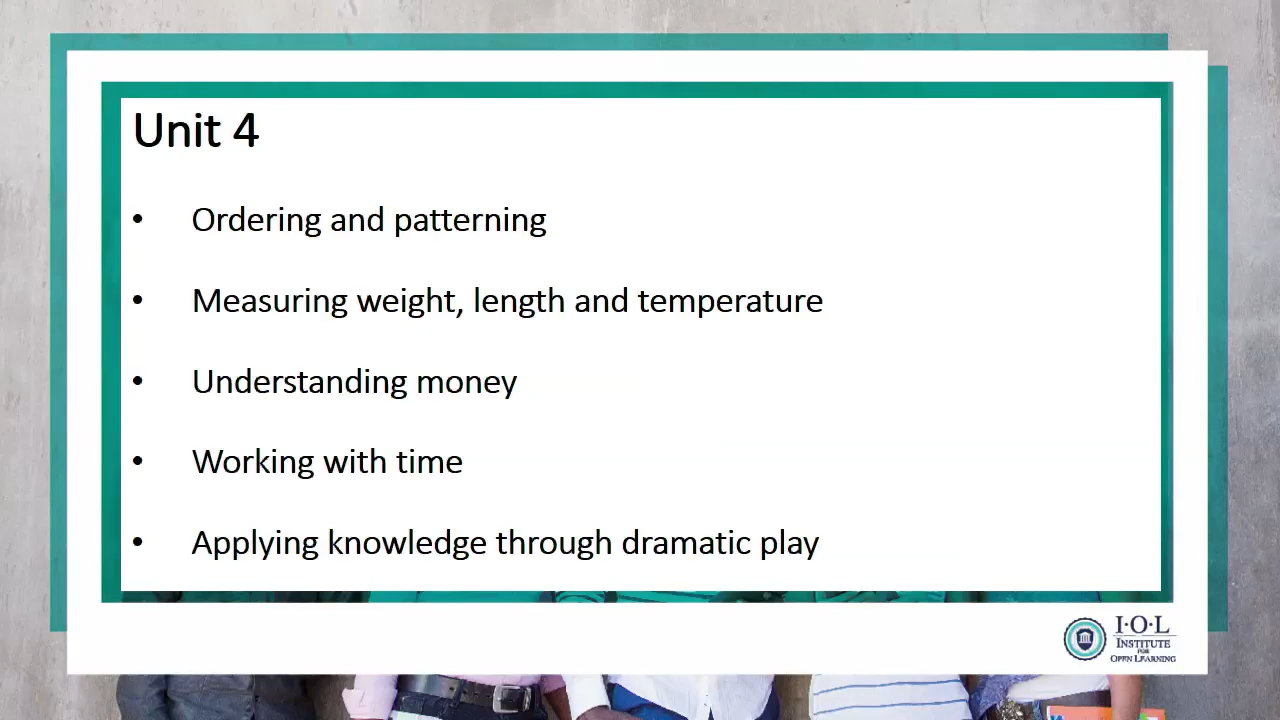 Unit 4
• Ordering and patterning
• Measuring weight, length and temperature
• Understanding money
• Working with time
• Applying knowledge through dramatic play
I·O·L
INSTITUTE
FOR
OPEN LEARNING